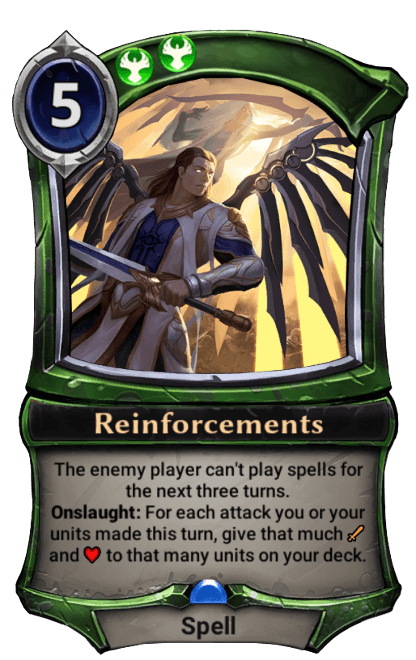 5
Reinforcements
The enemy player can't play spells for
the next three turns.
Onslaught: For each attack you or your
units made this turn, give that much
and to that many units on your deck.
Spell